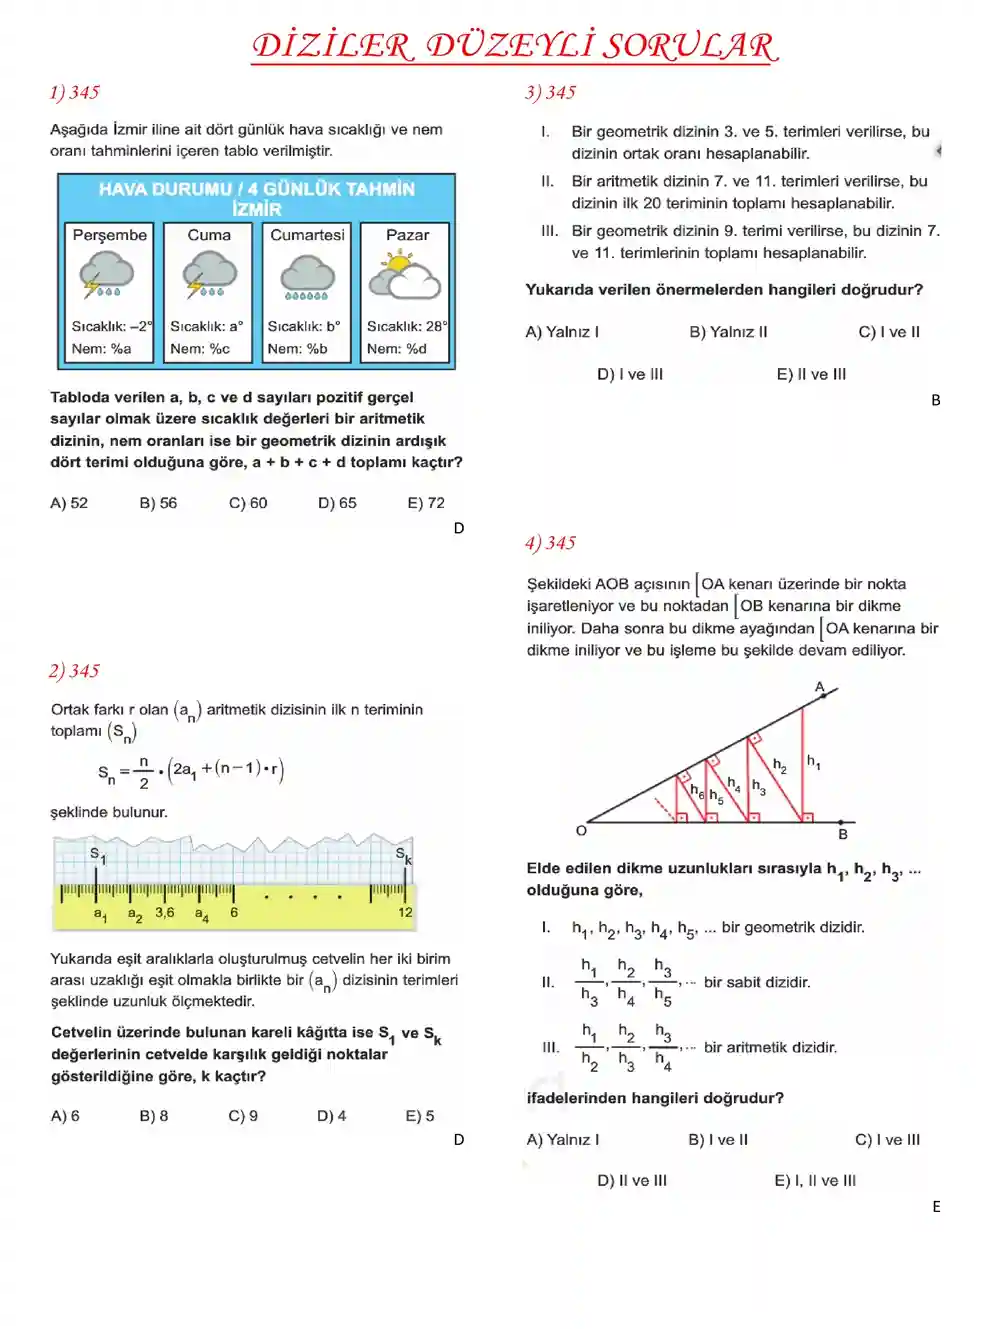 DİZİLER DÜZEYLİ SORULAR
1) 345
Aşağıda İzmir iline ait dört günlük hava sıcaklığı ve nem
oranı tahminlerini içeren tablo verilmiştir.
HAVA DURUMU / 4 GÜNLÜK TAHMİN
İZMİR
Perşembe Cuma Cumartesi Pazar
Sıcaklık: –2° Sıcaklık: a° Sıcaklık: b° Sıcaklık: 28°
Nem: %a Nem: %c Nem: %b Nem: %d
Tabloda verilen a, b, c ve d sayıları pozitif gerçel
sayılar olmak üzere sıcaklık değerleri bir aritmetik
dizinin, nem oranları ise bir geometrik dizinin ardışık
dört terimi olduğuna göre, a + b + c + d toplamı kaçtır?
A) 52 B) 56 C) 60 D) 65 E) 72
D
2) 345
Ortak farkı r olan (a_n) aritmetik dizisinin ilk n teriminin
toplamı (S_n)
S_n = n/2 • (2a_1 + (n – 1) • r)
şeklinde bulunur.
S_1 S_k
a_1 a_2 3,6 a_4 6 . . . . 12
Yukarıda eşit aralıklarla oluşturulmuş cetvelin her iki birim
arası uzaklığı eşit olmakla birlikte bir (a_n) dizisinin terimleri
şeklinde uzunluk ölçmektedir.
Cetvelin üzerinde bulunan kareli kâğıtta ise S_1 ve S_k
değerlerinin cetvelde karşılık geldiği noktalar
gösterildiğine göre, k kaçtır?
A) 6 B) 8 C) 9 D) 4 E) 5
D
3) 345
I. Bir geometrik dizinin 3. ve 5. terimleri verilirse, bu
dizinin ortak oranı hesaplanabilir.
II. Bir aritmetik dizinin 7. ve 11. terimleri verilirse, bu
dizinin ilk 20 teriminin toplamı hesaplanabilir.
III. Bir geometrik dizinin 9. terimi verilirse, bu dizinin 7.
ve 11. terimlerinin toplamı hesaplanabilir.
Yukarıda verilen önermelerden hangileri doğrudur?
A) Yalnız I B) Yalnız II C) I ve II
D) I ve III E) II ve III
B
4) 345
Şekildeki AOB açısının [OA kenarı üzerinde bir nokta
işaretleniyor ve bu noktadan [OB kenarına bir dikme
iniliyor. Daha sonra bu dikme ayağından [OA kenarına bir
dikme iniliyor ve bu işleme bu şekilde devam ediliyor.
A
h_6 h_5 h_4 h_3 h_2 h_1
O B
Elde edilen dikme uzunlukları sırasıyla h_1, h_2, h_3, ...
olduğuna göre,
I. h_1, h_2, h_3, h_4, h_5, ... bir geometrik dizidir.
II. h_1/h_3, h_2/h_4, h_3/h_5, ... bir sabit dizidir.
III. h_1/h_2, h_2/h_3, h_3/h_4, ... bir aritmetik dizidir.
ifadelerinden hangileri doğrudur?
A) Yalnız I B) I ve II C) I ve III
D) II ve III E) I, II ve III
E